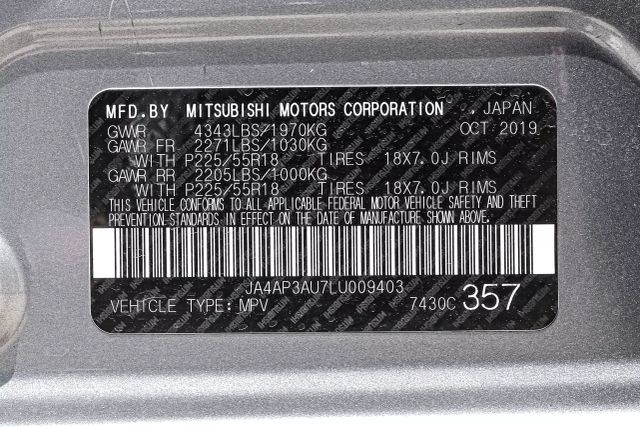 MFD.BY MITSUBISHI MOTORS CORPORATION , JAPAN
GWVR 4343LBS/1970KG OCT 2019
GAWR FR 2271LBS/1030KG
WITH P225/55R18 TIRES 18X7.0J RIMS
GAWR RR 2205LBS/1000KG
WITH P225/55R18 TIRES 18X7.0J RIMS
THIS VEHICLE CONFORMS TO ALL APPLICABLE FEDERAL MOTOR VEHICLE SAFETY AND THEFT
PREVENTION STANDARDS IN EFFECT ON THE DATE OF MANUFACTURE SHOWN ABOVE.
JA4AP3AU7LU009403
VEHICLE TYPE: MPV 7430C 357